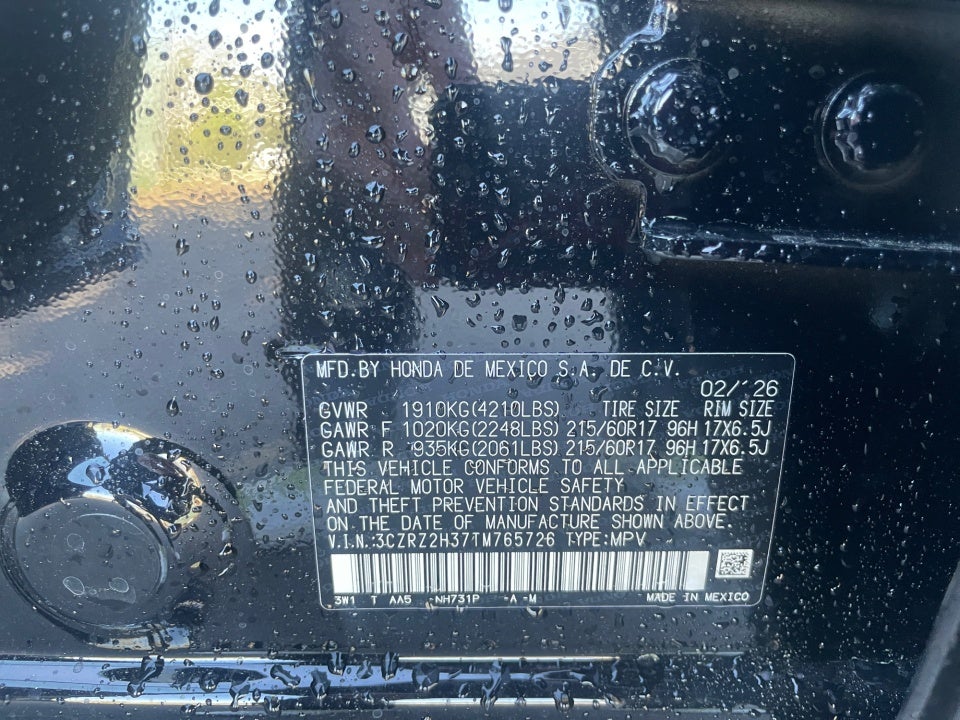 MFD.BY HONDA DE MEXICO S.A. DE C.V.
02/'26
GVWR 1910KG(4210LBS) TIRE SIZE RIM SIZE
GAWR F 1020KG(2248LBS) 215/60R17 96H 17X6.5J
GAWR R 935KG(2061LBS) 215/60R17 96H 17X6.5J
THIS VEHICLE CONFORMS TO ALL APPLICABLE
FEDERAL MOTOR VEHICLE SAFETY
AND THEFT PREVENTION STANDARDS IN EFFECT
ON THE DATE OF MANUFACTURE SHOWN ABOVE.
V.I.N.:3CZRZ2H37TM765726 TYPE:MPV
3W1 T AA5 -NH731P -A-M MADE IN MEXICO